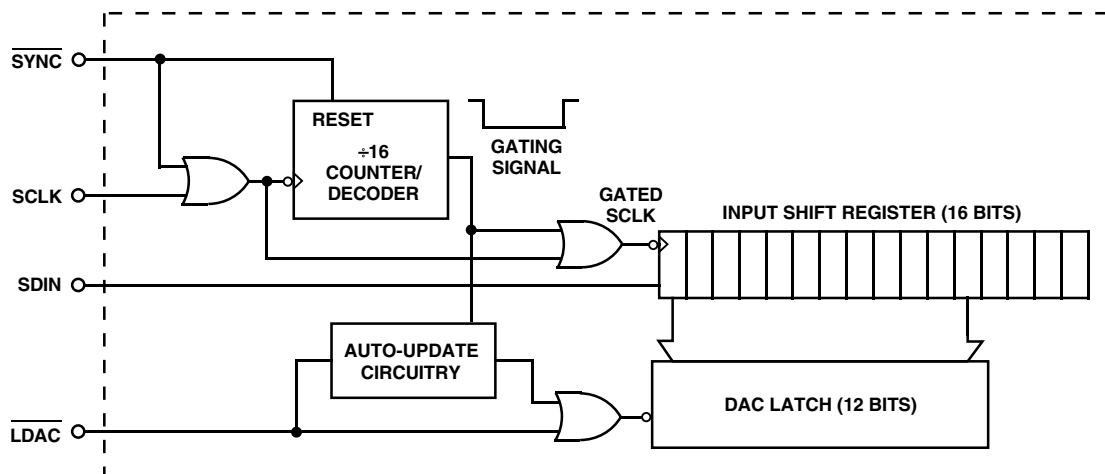 SYNC
RESET
÷16
COUNTER/
DECODER
GATING
SIGNAL
SCLK
GATED
SCLK
INPUT SHIFT REGISTER (16 BITS)
SDIN
AUTO-UPDATE
CIRCUITRY
DAC LATCH (12 BITS)
LDAC